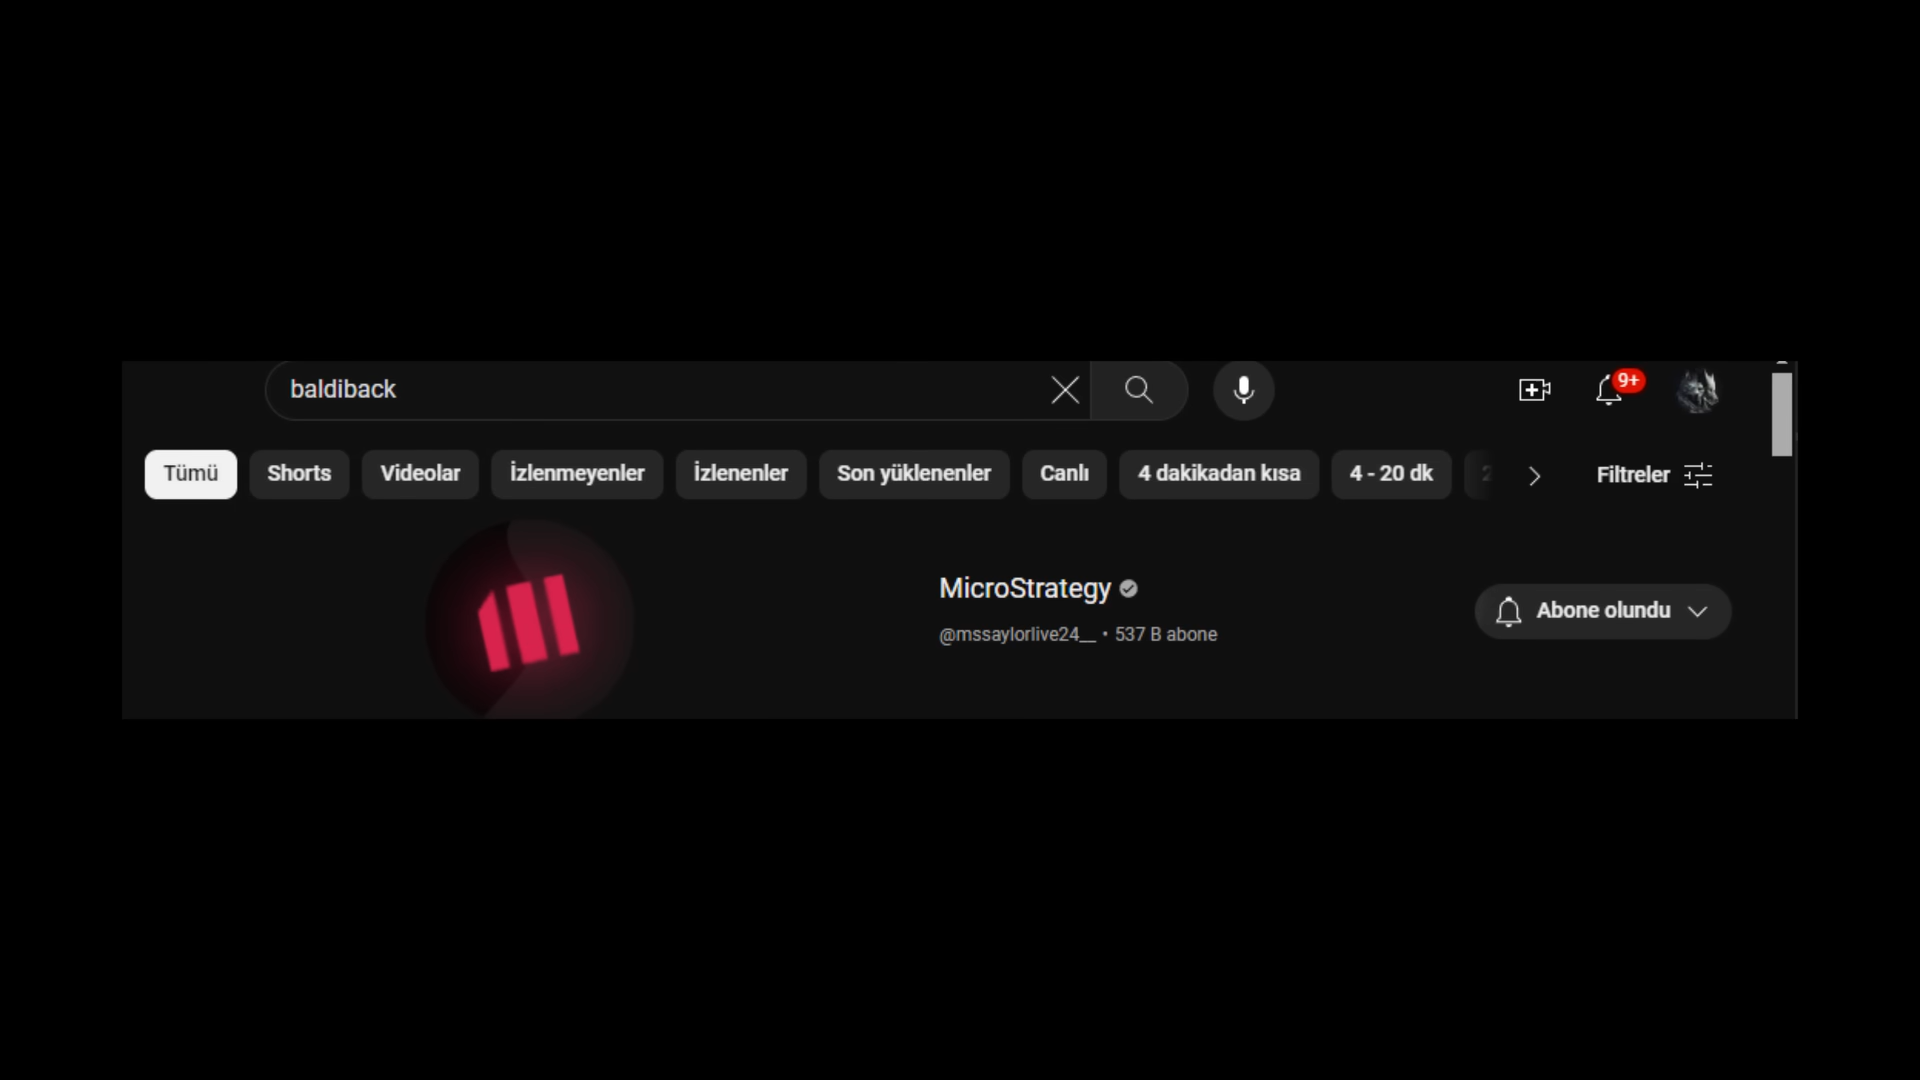 baldiback
9+
Tümü Shorts Videolar İzlenmeyenler İzlenenler Son yüklenenler Canlı 4 dakikadan kısa 4 - 20 dk Filtreler
MicroStrategy
@mssaylorlive24__ • 537 B abone
Abone olundu